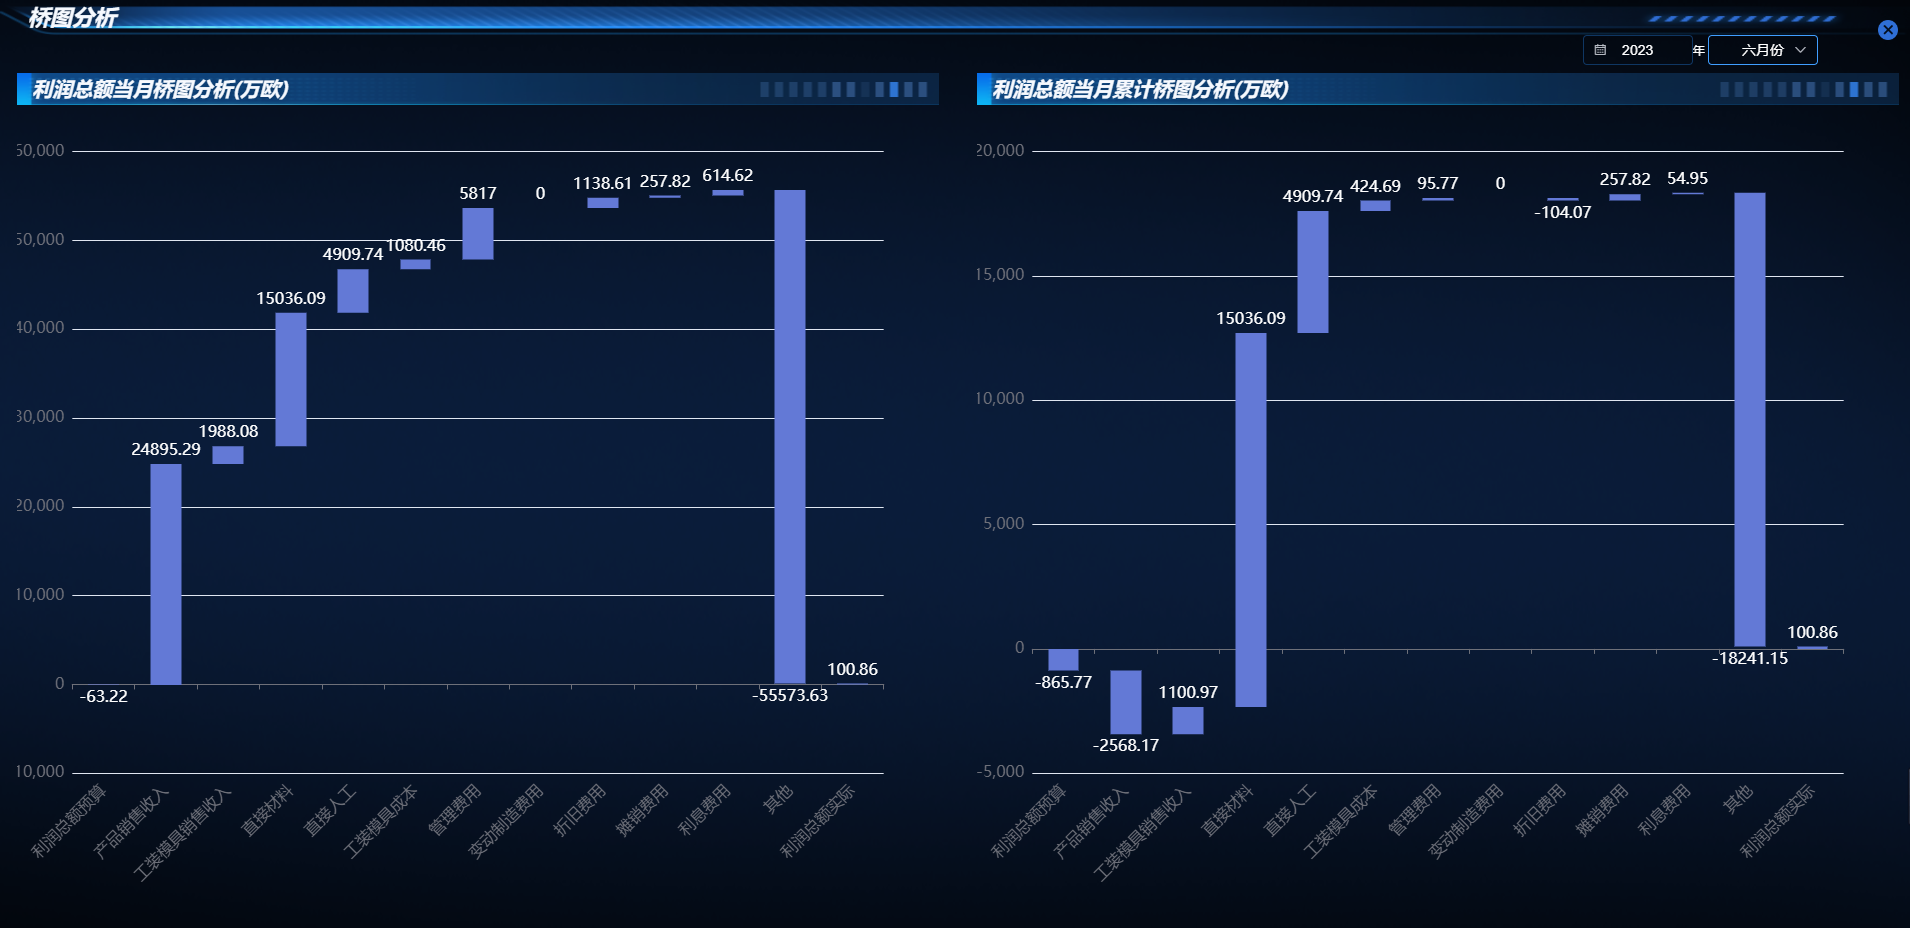 桥图分析
2023
年
六月份
利润总额当月桥图分析(万欧)
60,000
50,000
40,000
30,000
20,000
10,000
0
10,000
-63.22
24895.29
1988.08
15036.09
4909.74
1080.46
5817
0
1138.61
257.82
614.62
-55573.63
100.86
利润总额预算
产品销售收入
工装模具销售收入
直接材料
直接人工
工装模具成本
管理费用
变动制造费用
折旧费用
摊销费用
利息费用
其他
利润总额实际
利润总额当月累计桥图分析(万欧)
20,000
15,000
10,000
5,000
0
-5,000
-865.77
-2568.17
1100.97
15036.09
4909.74
424.69
95.77
0
-104.07
257.82
54.95
-18241.15
100.86
利润总额预算
产品销售收入
工装模具销售收入
直接材料
直接人工
工装模具成本
管理费用
变动制造费用
折旧费用
摊销费用
利息费用
其他
利润总额实际